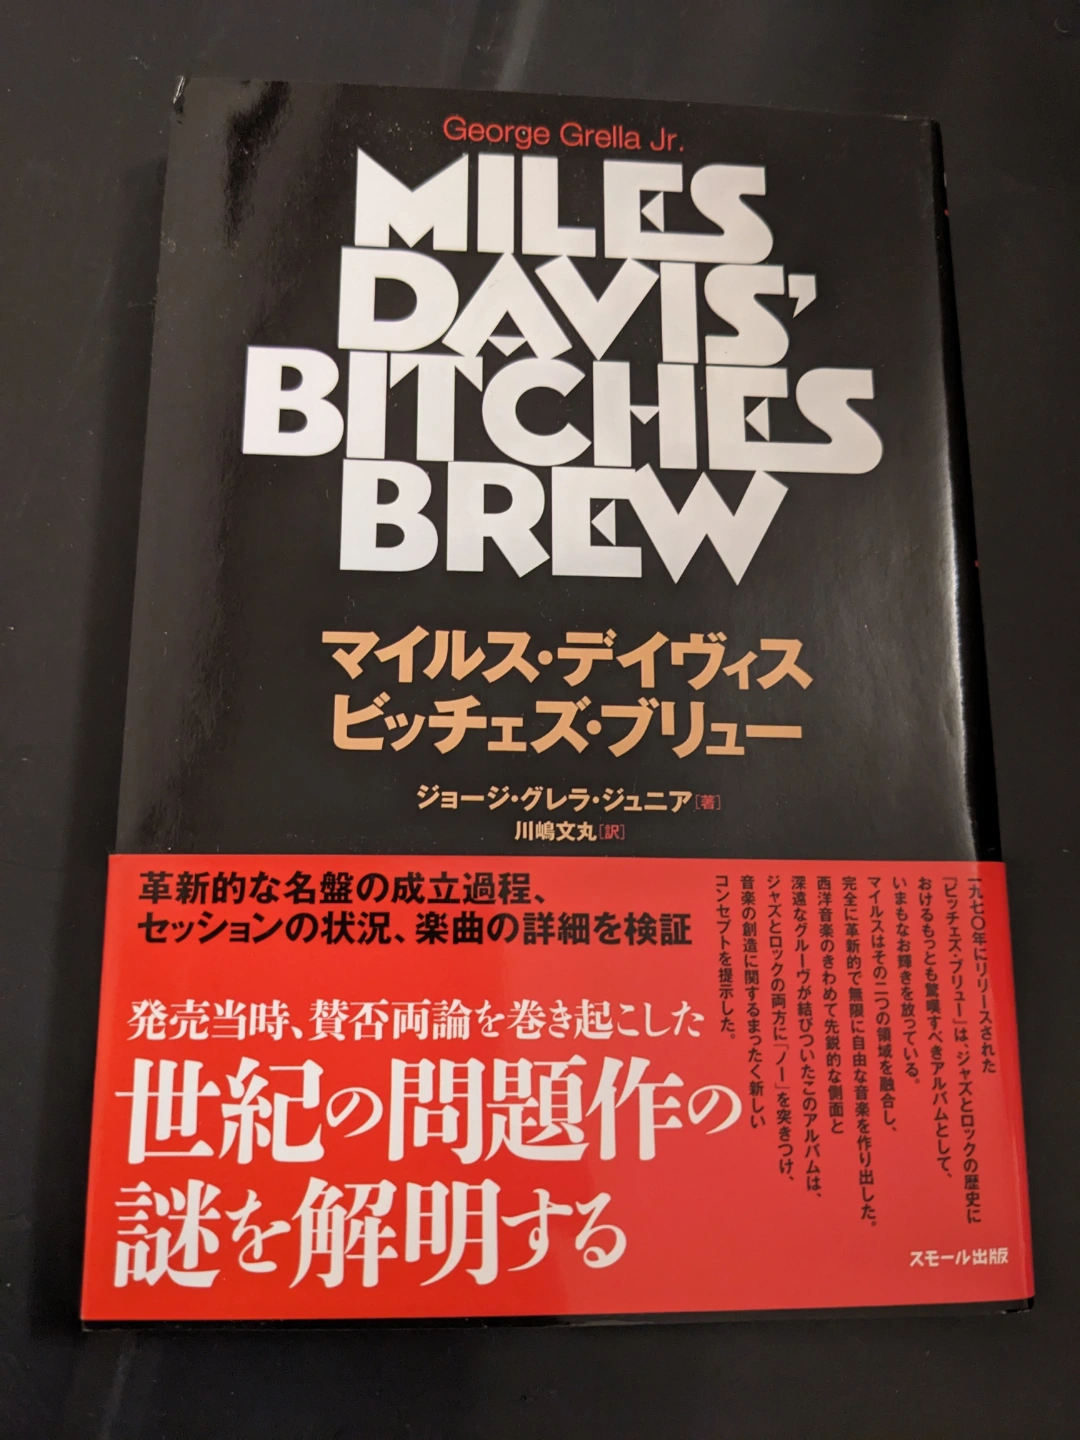 George Grella Jr.
MILES
DAVIS'
BITCHES
BREW
マイルス・デイヴィス
ビッチェズ・ブリュー
ジョージ・グレラ・ジュニア[著]
川嶋文丸[訳]
革新的な名盤の成立過程、
セッションの状況、楽曲の詳細を検証
発売当時、賛否両論を巻き起こした
世紀の問題作の
謎を解明する
一九七〇年にリリースされた
『ビッチェズ・ブリュー』は、ジャズとロックの歴史に
おけるもっとも驚嘆すべきアルバムとして、
いまもなお輝きを放っている。
マイルスはその二つの領域を融合し、
完全に革新的で無限に自由な音楽を作り出した。
西洋音楽のきわめて先鋭的な側面と
深遠なグルーヴが結びついたこのアルバムは、
ジャズとロックの両方に「ノー」を突きつけ、
音楽の創造に関するまったく新しい
コンセプトを提示した。
スモール出版